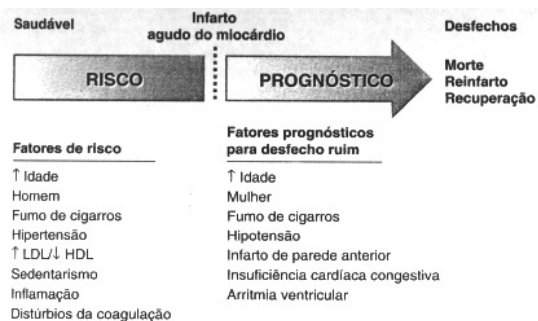 Saudável
Infarto
agudo do miocárdio
Desfechos
RISCO
PROGNÓSTICO
Morte
Reinfarto
Recuperação
Fatores de risco
↑ Idade
Homem
Fumo de cigarros
Hipertensão
↑ LDL/↓ HDL
Sedentarismo
Inflamação
Distúrbios da coagulação
Fatores prognósticos
para desfecho ruim
↑ Idade
Mulher
Fumo de cigarros
Hipotensão
Infarto de parede anterior
Insuficiência cardíaca congestiva
Arritmia ventricular